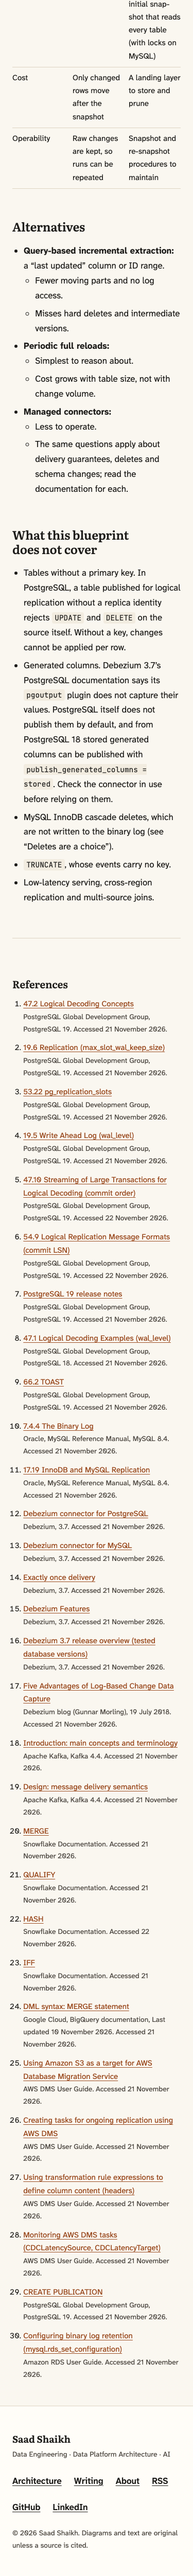 initial snap-
shot that reads
every table
(with locks on
MySQL)
Cost
Only changed
rows move
after the
snapshot
A landing layer
to store and
prune
Operability
Raw changes
are kept, so
runs can be
repeated
Snapshot and
re-snapshot
procedures to
maintain
Alternatives
• Query-based incremental extraction:
a “last updated” column or ID range.
◦ Fewer moving parts and no log
access.
◦ Misses hard deletes and intermediate
versions.
• Periodic full reloads:
◦ Simplest to reason about.
◦ Cost grows with table size, not with
change volume.
• Managed connectors:
◦ Less to operate.
◦ The same questions apply about
delivery guarantees, deletes and
schema changes; read the
documentation for each.
What this blueprint
does not cover
• Tables without a primary key. In
PostgreSQL, a table published for logical
replication without a replica identity
rejects UPDATE and DELETE on the
source itself. Without a key, changes
cannot be applied per row.
• Generated columns. Debezium 3.7’s
PostgreSQL documentation says its
pgoutput plugin does not capture their
values. PostgreSQL itself does not
publish them by default, and from
PostgreSQL 18 stored generated
columns can be published with
publish_generated_columns =
stored. Check the connector in use
before relying on them.
• MySQL InnoDB cascade deletes, which
are not written to the binary log (see
“Deletes are a choice”).
• TRUNCATE, whose events carry no key.
• Low-latency serving, cross-region
replication and multi-source joins.
References
1. 47.2 Logical Decoding Concepts
PostgreSQL Global Development Group,
PostgreSQL 19. Accessed 21 November 2026.
2. 19.6 Replication (max_slot_wal_keep_size)
PostgreSQL Global Development Group,
PostgreSQL 19. Accessed 21 November 2026.
3. 53.22 pg_replication_slots
PostgreSQL Global Development Group,
PostgreSQL 19. Accessed 21 November 2026.
4. 19.5 Write Ahead Log (wal_level)
PostgreSQL Global Development Group,
PostgreSQL 19. Accessed 21 November 2026.
5. 47.10 Streaming of Large Transactions for
Logical Decoding (commit order)
PostgreSQL Global Development Group,
PostgreSQL 19. Accessed 22 November 2026.
6. 54.9 Logical Replication Message Formats
(commit LSN)
PostgreSQL Global Development Group,
PostgreSQL 19. Accessed 22 November 2026.
7. PostgreSQL 19 release notes
PostgreSQL Global Development Group,
PostgreSQL 19. Accessed 21 November 2026.
8. 47.1 Logical Decoding Examples (wal_level)
PostgreSQL Global Development Group,
PostgreSQL 18. Accessed 21 November 2026.
9. 66.2 TOAST
PostgreSQL Global Development Group,
PostgreSQL 19. Accessed 21 November 2026.
10. 7.4.4 The Binary Log
Oracle, MySQL Reference Manual, MySQL 8.4.
Accessed 21 November 2026.
11. 17.19 InnoDB and MySQL Replication
Oracle, MySQL Reference Manual, MySQL 8.4.
Accessed 21 November 2026.
12. Debezium connector for PostgreSQL
Debezium, 3.7. Accessed 21 November 2026.
13. Debezium connector for MySQL
Debezium, 3.7. Accessed 21 November 2026.
14. Exactly once delivery
Debezium, 3.7. Accessed 21 November 2026.
15. Debezium Features
Debezium, 3.7. Accessed 21 November 2026.
16. Debezium 3.7 release overview (tested
database versions)
Debezium, 3.7. Accessed 21 November 2026.
17. Five Advantages of Log-Based Change Data
Capture
Debezium blog (Gunnar Morling), 19 July 2018.
Accessed 21 November 2026.
18. Introduction: main concepts and terminology
Apache Kafka, Kafka 4.4. Accessed 21 November
2026.
19. Design: message delivery semantics
Apache Kafka, Kafka 4.4. Accessed 21 November
2026.
20. MERGE
Snowflake Documentation. Accessed 21
November 2026.
21. QUALIFY
Snowflake Documentation. Accessed 21
November 2026.
22. HASH
Snowflake Documentation. Accessed 22
November 2026.
23. IFF
Snowflake Documentation. Accessed 21
November 2026.
24. DML syntax: MERGE statement
Google Cloud, BigQuery documentation, Last
updated 10 November 2026. Accessed 21
November 2026.
25. Using Amazon S3 as a target for AWS
Database Migration Service
AWS DMS User Guide. Accessed 21 November
2026.
26. Creating tasks for ongoing replication using
AWS DMS
AWS DMS User Guide. Accessed 21 November
2026.
27. Using transformation rule expressions to
define column content (headers)
AWS DMS User Guide. Accessed 21 November
2026.
28. Monitoring AWS DMS tasks
(CDCLatencySource, CDCLatencyTarget)
AWS DMS User Guide. Accessed 21 November
2026.
29. CREATE PUBLICATION
PostgreSQL Global Development Group,
PostgreSQL 19. Accessed 21 November 2026.
30. Configuring binary log retention
(mysql.rds_set_configuration)
Amazon RDS User Guide. Accessed 21 November
2026.
Saad Shaikh
Data Engineering · Data Platform Architecture · AI
Architecture Writing About RSS
GitHub LinkedIn
© 2026 Saad Shaikh. Diagrams and text are original
unless a source is cited.